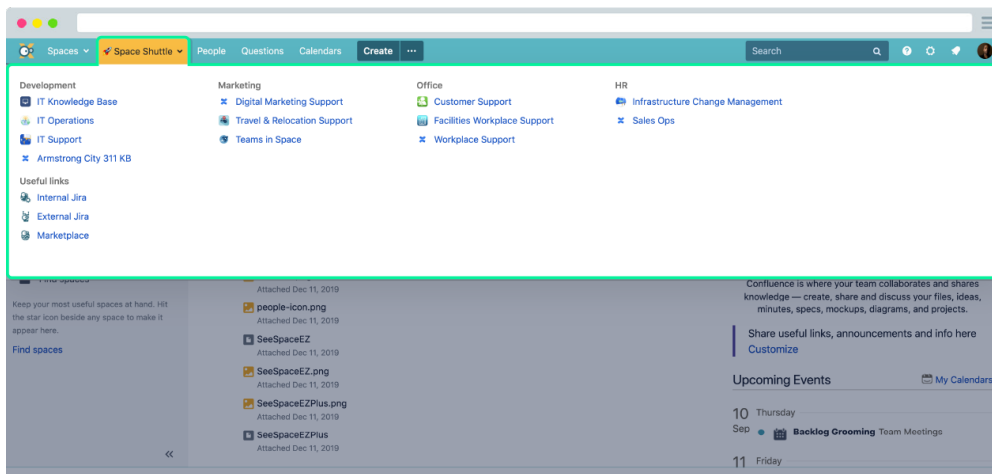 Spaces
Space Shuttle
People
Questions
Calendars
Create
Search
Development
IT Knowledge Base
IT Operations
IT Support
Armstrong City 311 KB
Useful links
Internal Jira
External Jira
Marketplace
Marketing
Digital Marketing Support
Travel & Relocation Support
Teams in Space
Office
Customer Support
Facilities Workplace Support
Workplace Support
HR
Infrastructure Change Management
Sales Ops
Find spaces
Keep your most useful spaces at hand. Hit
the star icon beside any space to make it
appear here.
Find spaces
Attached Dec 11, 2019
people-icon.png
Attached Dec 11, 2019
SeeSpaceEZ
Attached Dec 11, 2019
SeeSpaceEZ.png
Attached Dec 11, 2019
SeeSpaceEZPlus.png
Attached Dec 11, 2019
SeeSpaceEZPlus
Attached Dec 11, 2019
Confluence is where your team collaborates and shares
knowledge — create, share and discuss your files, ideas,
minutes, specs, mockups, diagrams, and projects.
Share useful links, announcements and info here
Customize
Upcoming Events
My Calendars
10 Thursday
Sep
Backlog Grooming Team Meetings
11 Friday